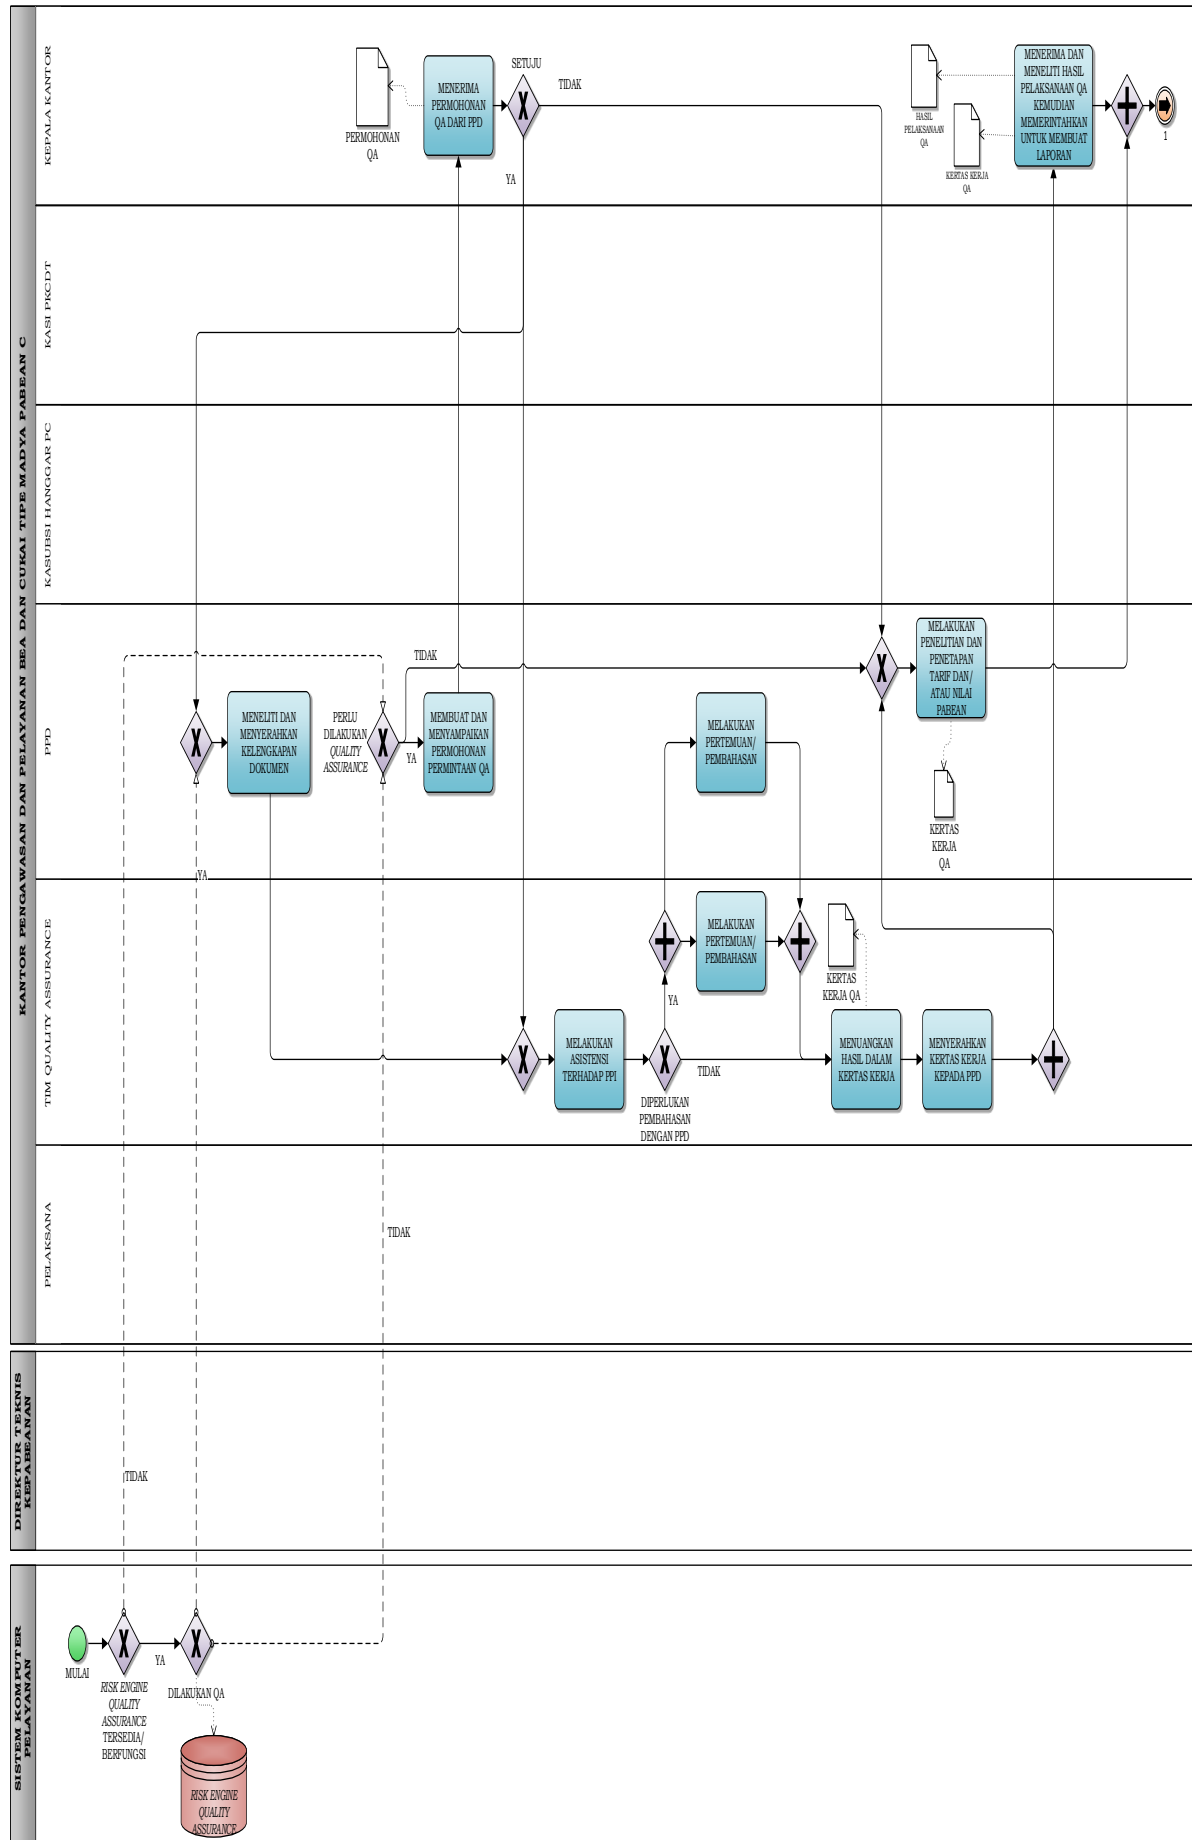 KANTOR PENGAWASAN DAN PELAYANAN BEA DAN CUKAI TIPE MADYA PABEAN C
KEPALA KANTOR
PERMOHONAN
QA
MENERIMA
PERMOHONAN
QA DARI PPD
SETUJU
TIDAK
YA
HASIL
PELAKSANAAN
QA
KERTAS KERJA
QA
MENERIMA DAN
MENELITI HASIL
PELAKSANAAN QA
KEMUDIAN
MEMERINTAHKAN
UNTUK MEMBUAT
LAPORAN
1
KASI PKCDT
KASUBSI HANGGAR PC
PFD
MENELITI DAN
MENYERAHKAN
KELENGKAPAN
DOKUMEN
PERLU
DILAKUKAN
QUALITY
ASSURANCE
TIDAK
YA
MEMBUAT DAN
MENYAMPAIKAN
PERMOHONAN
PERMINTAAN QA
MELAKUKAN
PERTEMUAN/
PEMBAHASAN
MELAKUKAN
PENELITIAN DAN
PENETAPAN
TARIF DAN/
ATAU NILAI
PABEAN
KERTAS
KERJA
QA
YA
TIM QUALITY ASSURANCE
MELAKUKAN
ASISTENSI
TERHADAP PPI
YA
TIDAK
DIPERLUKAN
PEMBAHASAN
DENGAN PPD
MELAKUKAN
PERTEMUAN/
PEMBAHASAN
KERTAS
KERJA QA
MENUANGKAN
HASIL DALAM
KERTAS KERJA
MENYERAHKAN
KERTAS KERJA
KEPADA PPD
PELAKSANA
TIDAK
DIREKTUR TEKNIS
KEPABEANAN
TIDAK
SISTEM KOMPUTER
PELAYANAN
MULAI
YA
RISK ENGINE
QUALITY
ASSURANCE
TERSEDIA/
BERFUNGSI
DILAKUKAN QA
RISK ENGINE
QUALITY
ASSURANCE